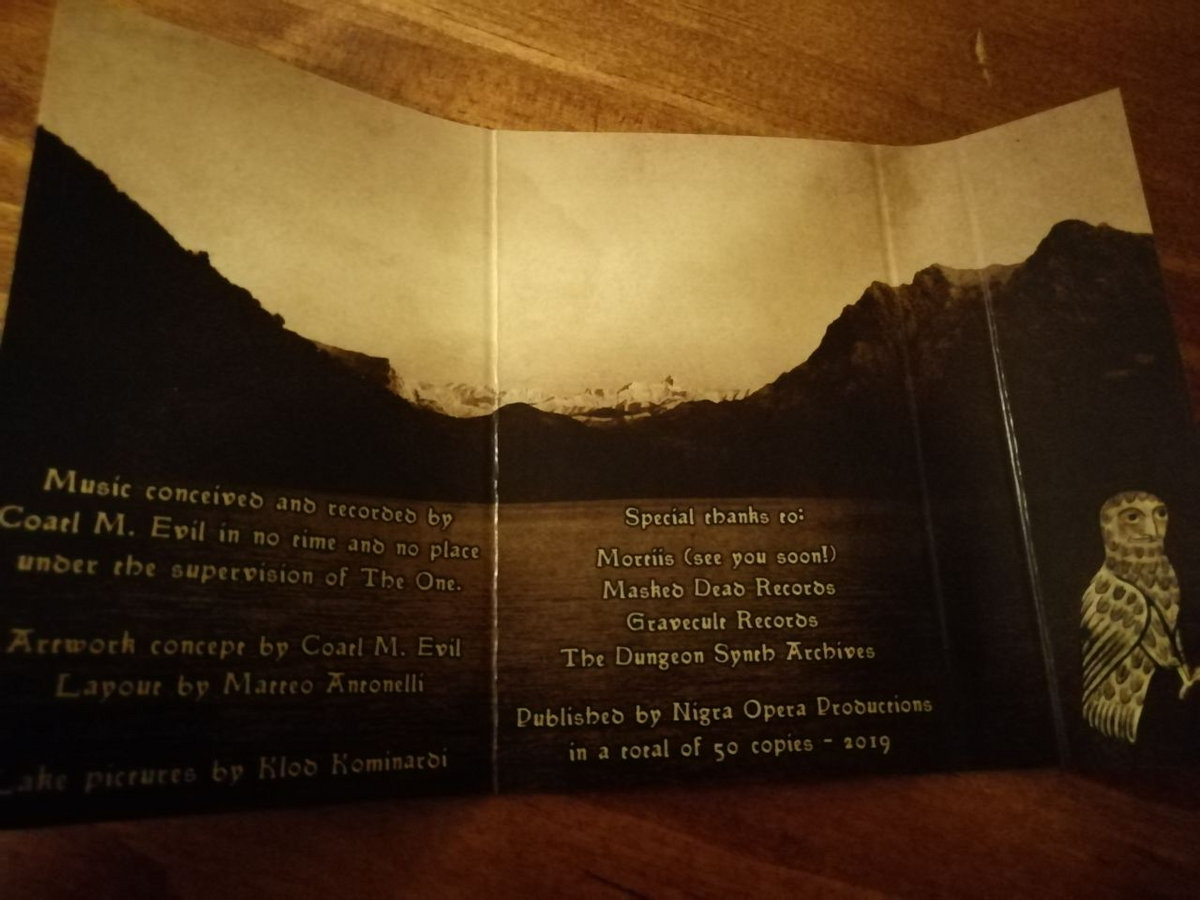 Music conceived and recorded by
Coatl M. Evil in no time and no place
under the supervision of The One.
Artwork concept by Coatl M. Evil
Layout by Matteo Antonelli
Lake pictures by Klod Kominardi
Special thanks to:
Mortiis (see you soon!)
Masked Dead Records
Gravecult Records
The Dungeon Synth Archives
Published by Nigra Opera Productions
in a total of 50 copies - 2019